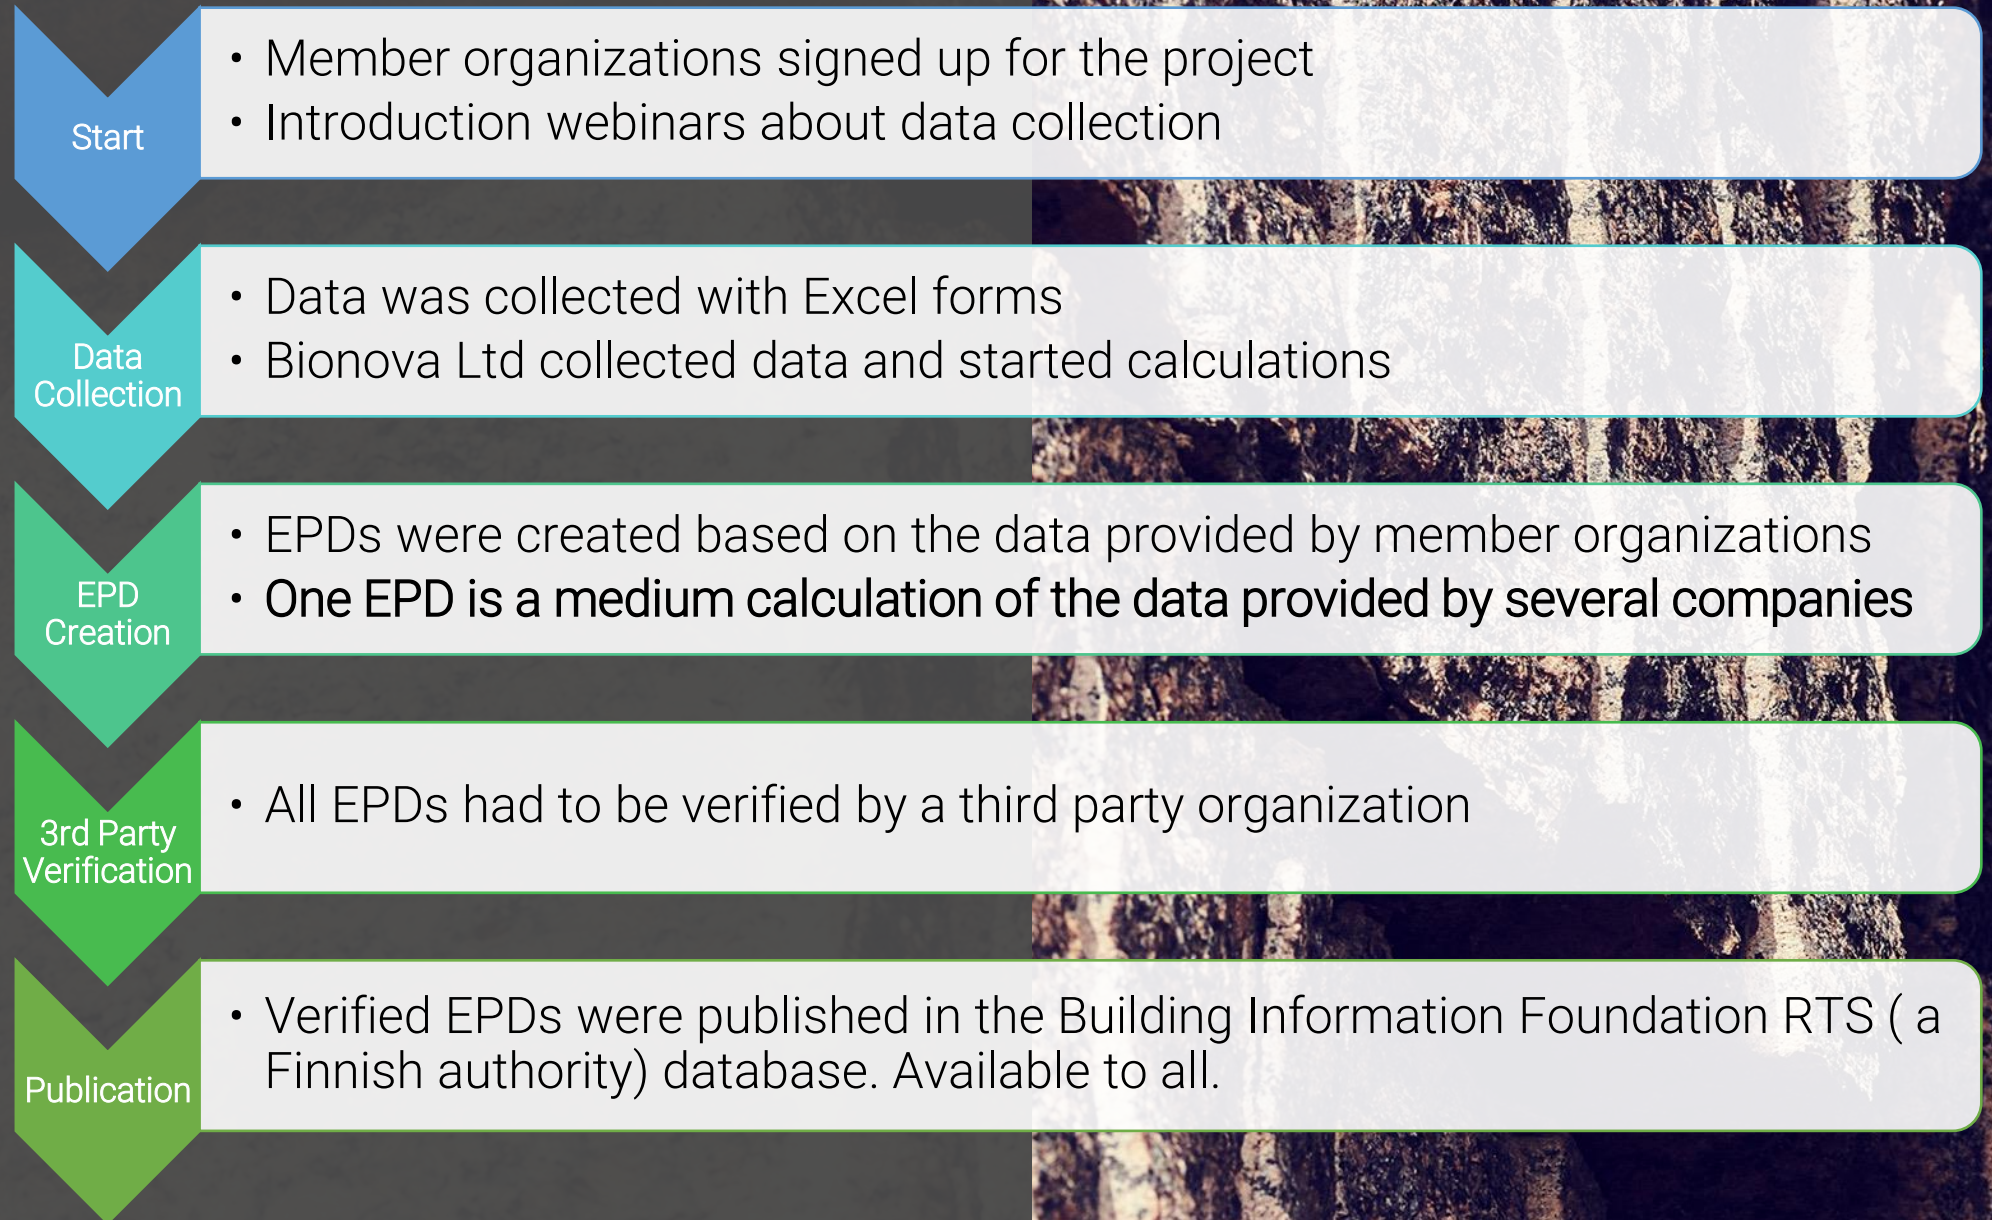 Start
• Member organizations signed up for the project
• Introduction webinars about data collection
Data
Collection
• Data was collected with Excel forms
• Bionova Ltd collected data and started calculations
EPD
Creation
• EPDs were created based on the data provided by member organizations
• One EPD is a medium calculation of the data provided by several companies
3rd Party
Verification
• All EPDs had to be verified by a third party organization
Publication
• Verified EPDs were published in the Building Information Foundation RTS ( a
Finnish authority) database. Available to all.